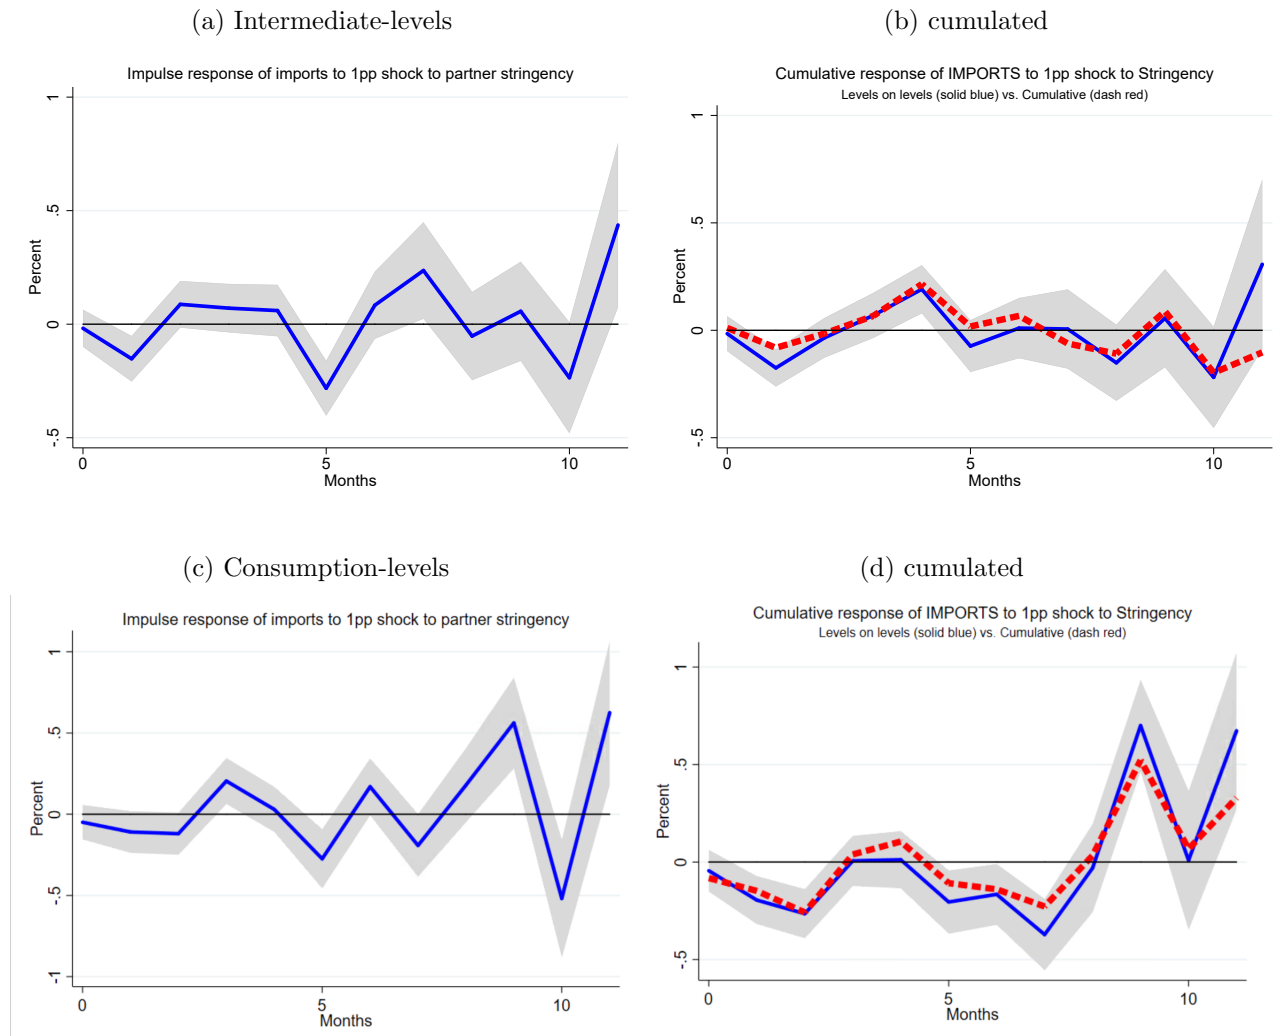 (a) Intermediate-levels
Impulse response of imports to 1pp shock to partner stringency
1
.5
0
-.5
Percent
0 5 10
Months
(b) cumulated
Cumulative response of IMPORTS to 1pp shock to Stringency
Levels on levels (solid blue) vs. Cumulative (dash red)
1
.5
0
-.5
Percent
0 5 10
Months
(c) Consumption-levels
Impulse response of imports to 1pp shock to partner stringency
1
.5
0
-.5
-1
Percent
0 5 10
Months
(d) cumulated
Cumulative response of IMPORTS to 1pp shock to Stringency
Levels on levels (solid blue) vs. Cumulative (dash red)
1
.5
0
-.5
Percent
0 5 10
Months